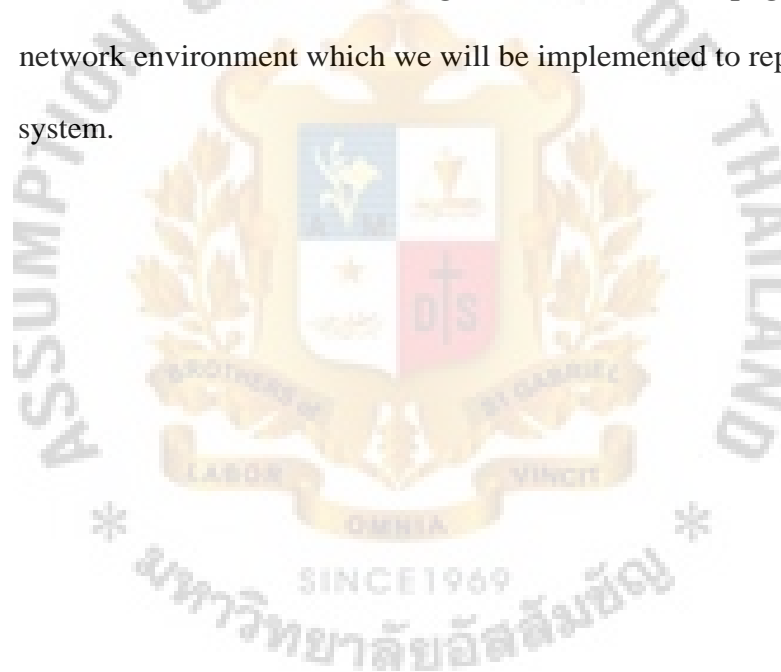 network environment which we will be implemented to rep
system.
ASSUMPTION
OF
THAILAND
A M
D S
BROTHERS of
ST GABRIEL
LABOR
VINCIT
OMNIA
* *
SINCE1969
มหาวิทยาลัยอัสสัมชัญ